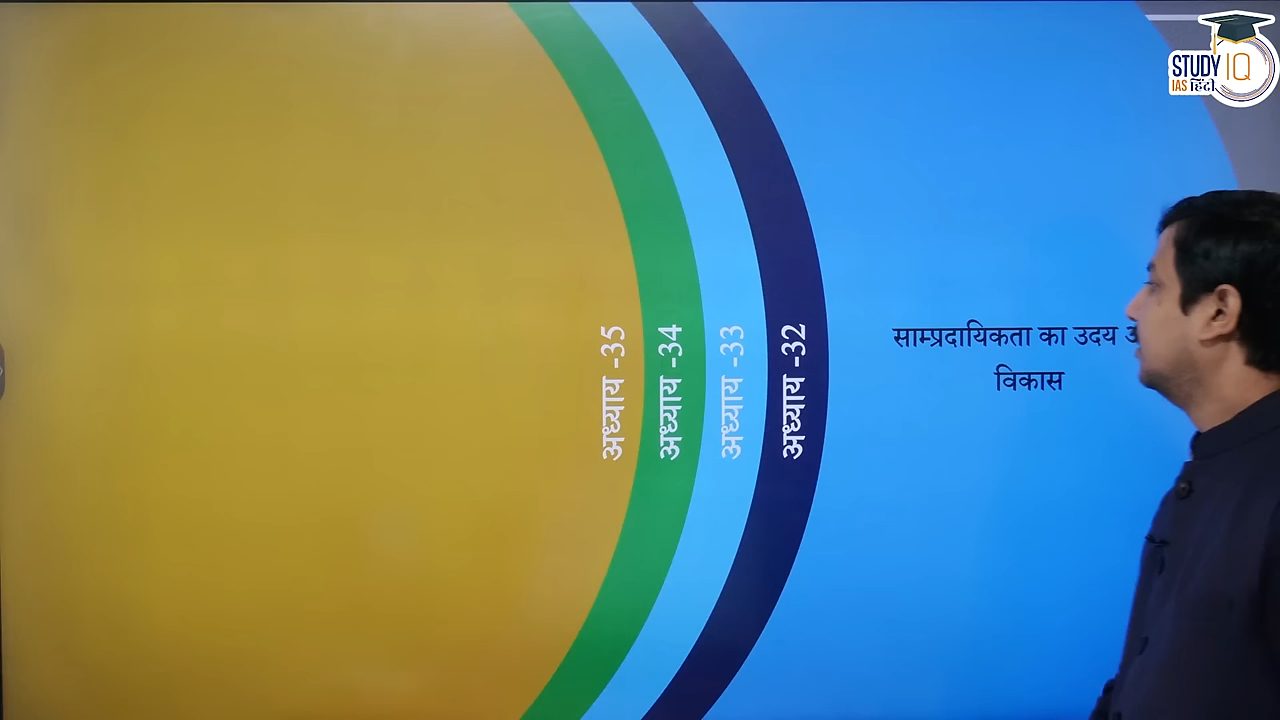 STUDY IQ
IAS हिंदी
अध्याय -35
अध्याय -34
अध्याय -33
अध्याय -32
साम्प्रदायिकता का उदय
विकास